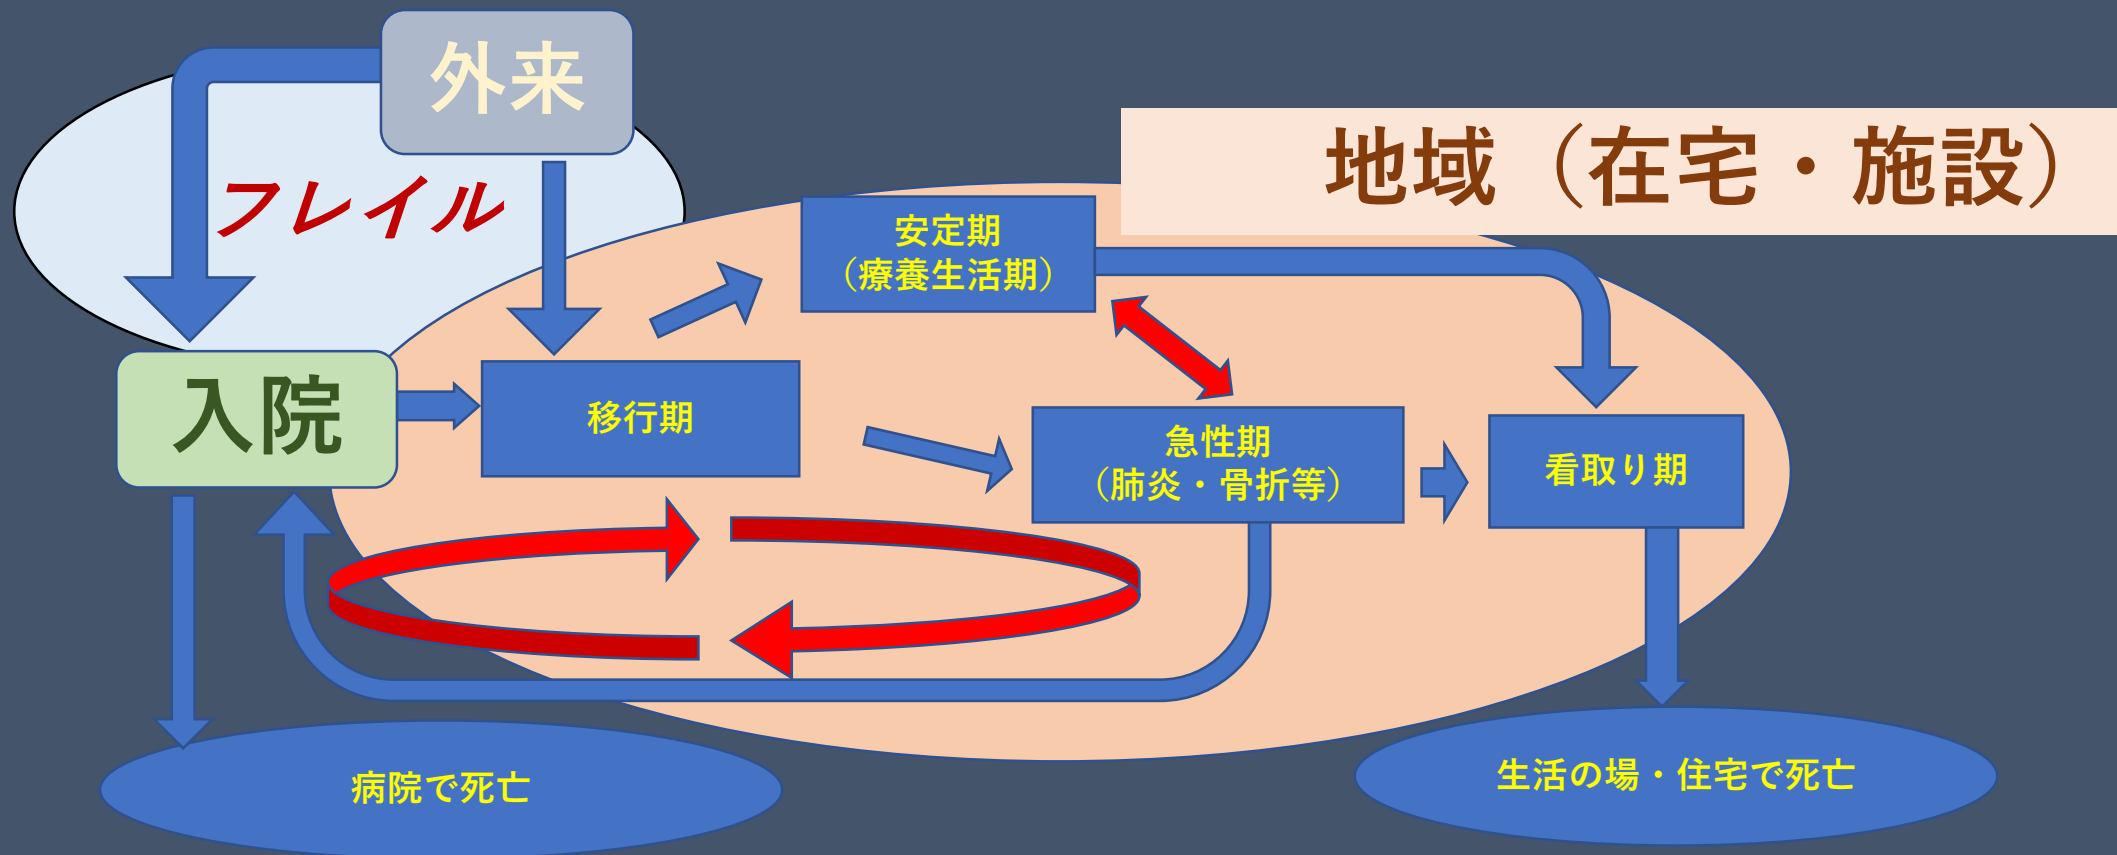 外来
地域（在宅・施設）
フレイル
安定期
（療養生活期）
入院
移行期
急性期
（肺炎・骨折等）
看取り期
病院で死亡
生活の場・住宅で死亡